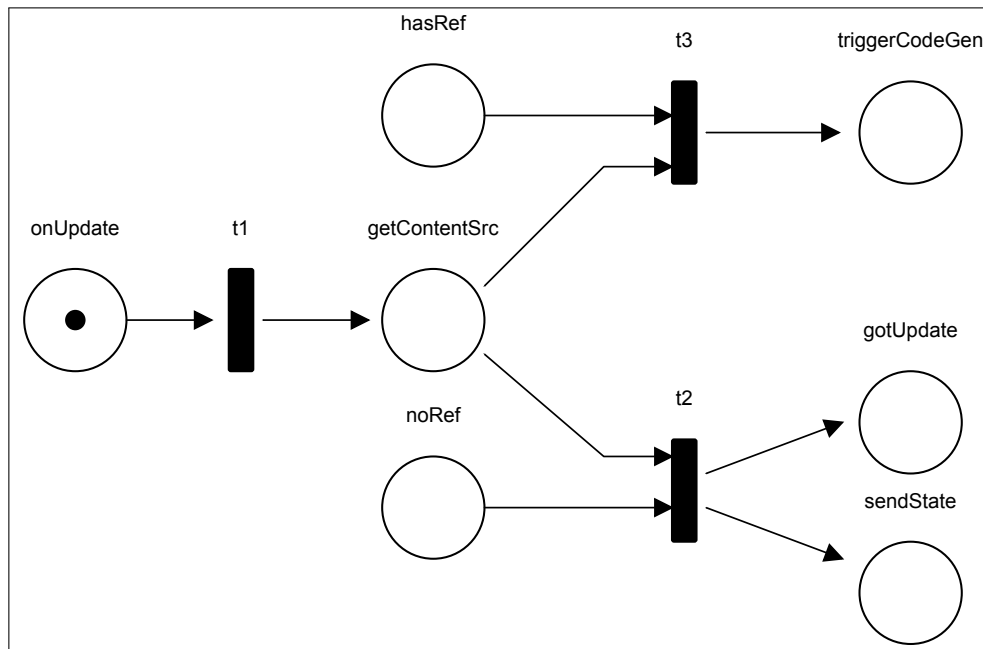 hasRef
t3
triggerCodeGen
onUpdate
t1
getContentSrc
gotUpdate
noRef
t2
sendState